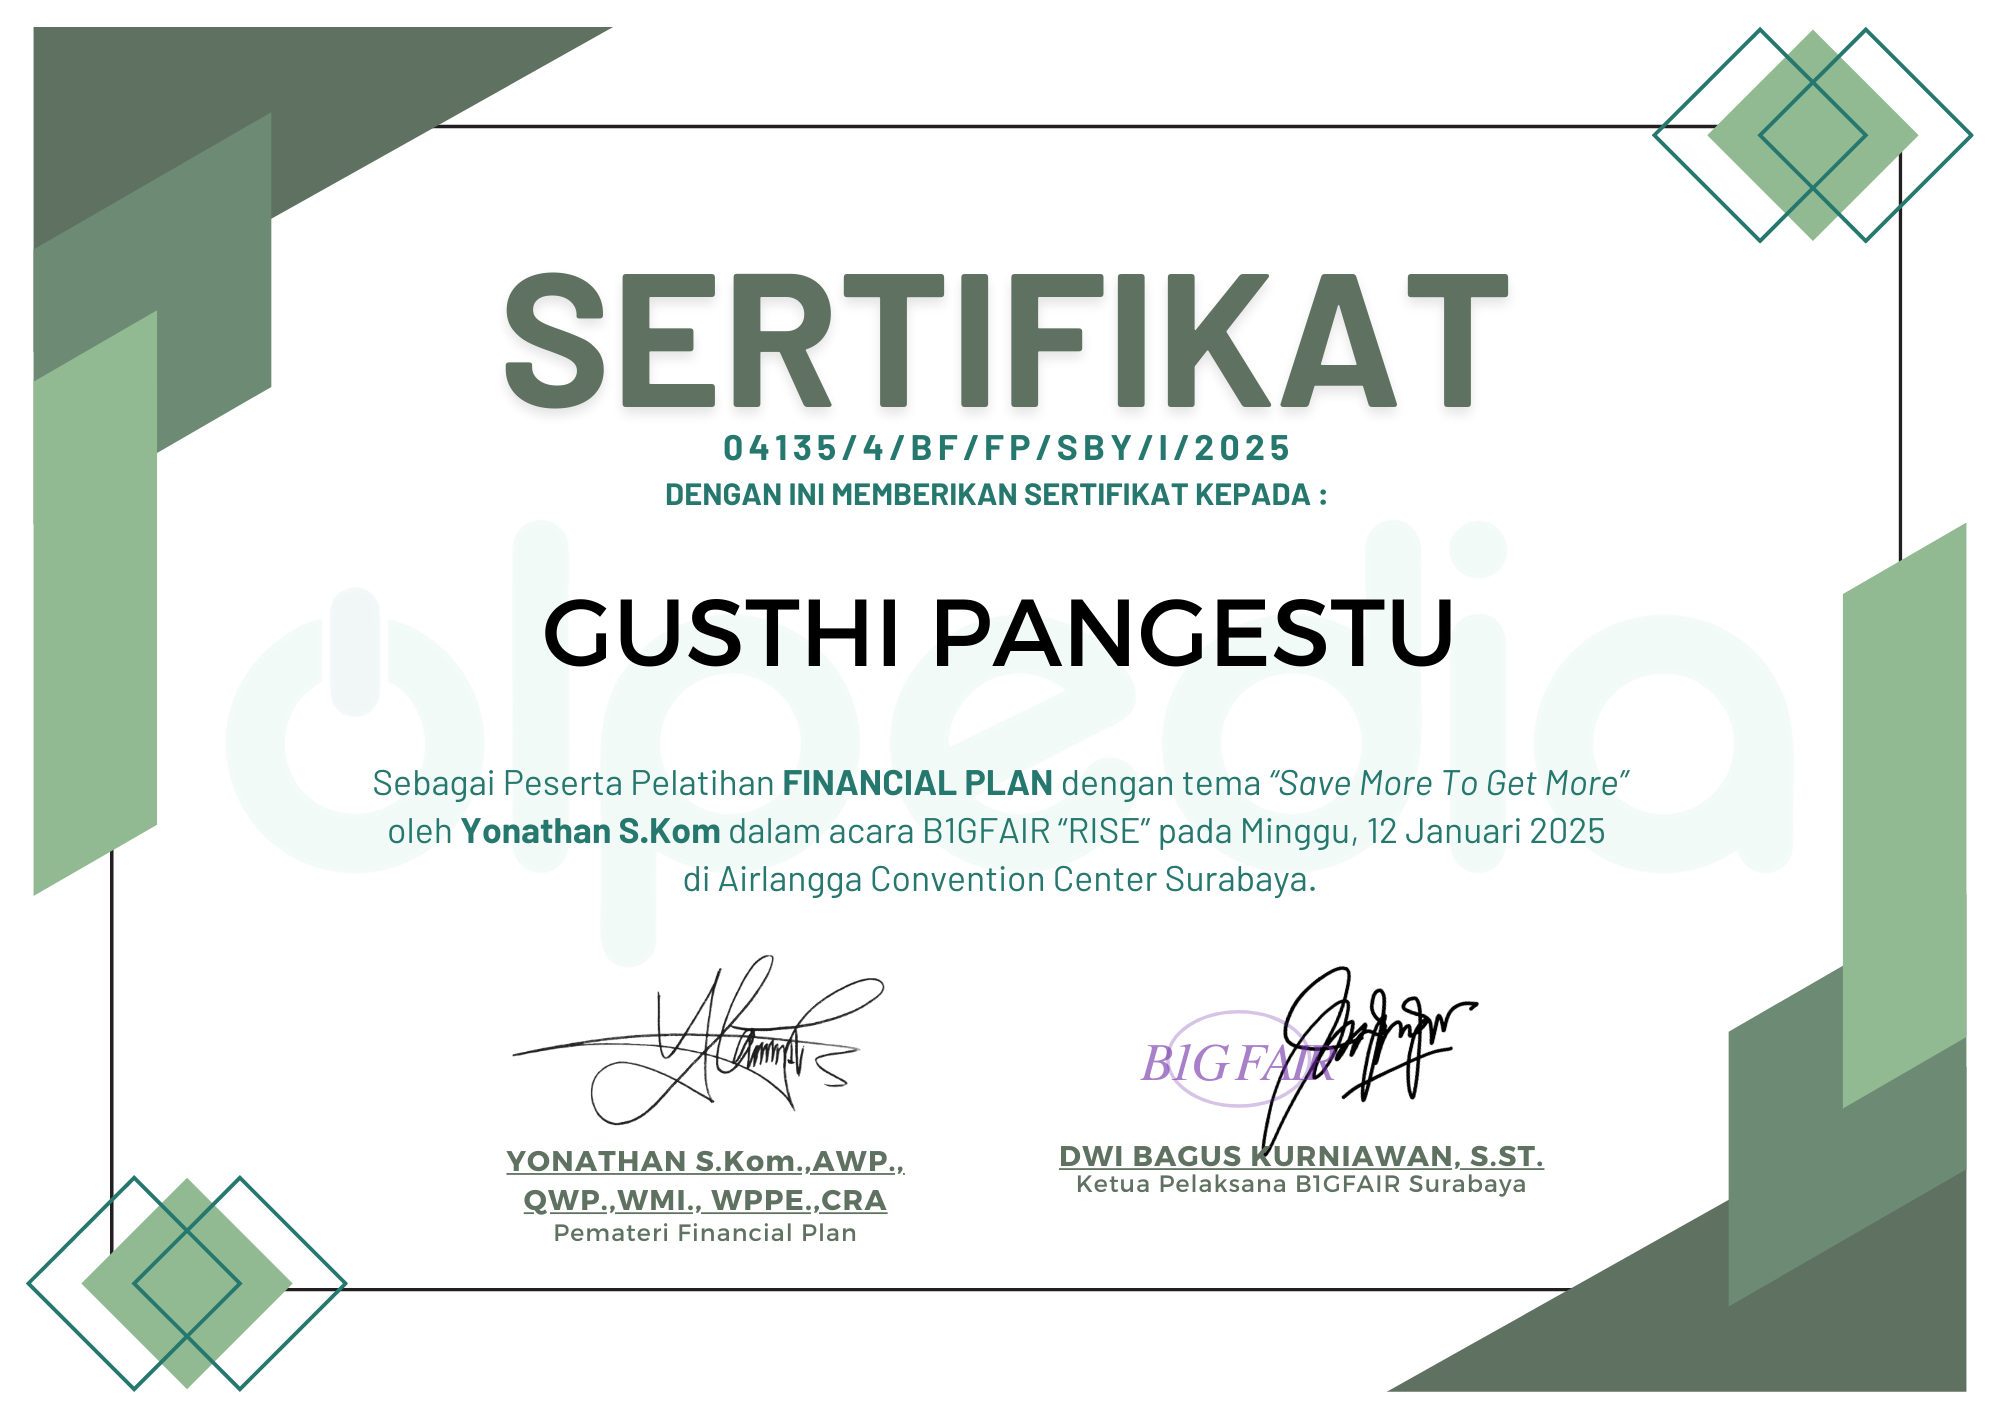 SERTIFIKAT
04135/4/BF/FP/SBY/I/2025
DENGAN INI MEMBERIKAN SERTIFIKAT KEPADA :
olpedia
GUSTHI PANGESTU
Sebagai Peserta Pelatihan FINANCIAL PLAN dengan tema “Save More To Get More”
oleh Yonathan S.Kom dalam acara B1GFAIR “RISE” pada Minggu, 12 Januari 2025
di Airlangga Convention Center Surabaya.
B1G FAIR
YONATHAN S.Kom.,AWP.,
QWP.,WMI., WPPE.,CRA
Pemateri Financial Plan
DWI BAGUS KURNIAWAN, S.ST.
Ketua Pelaksana B1GFAIR Surabaya